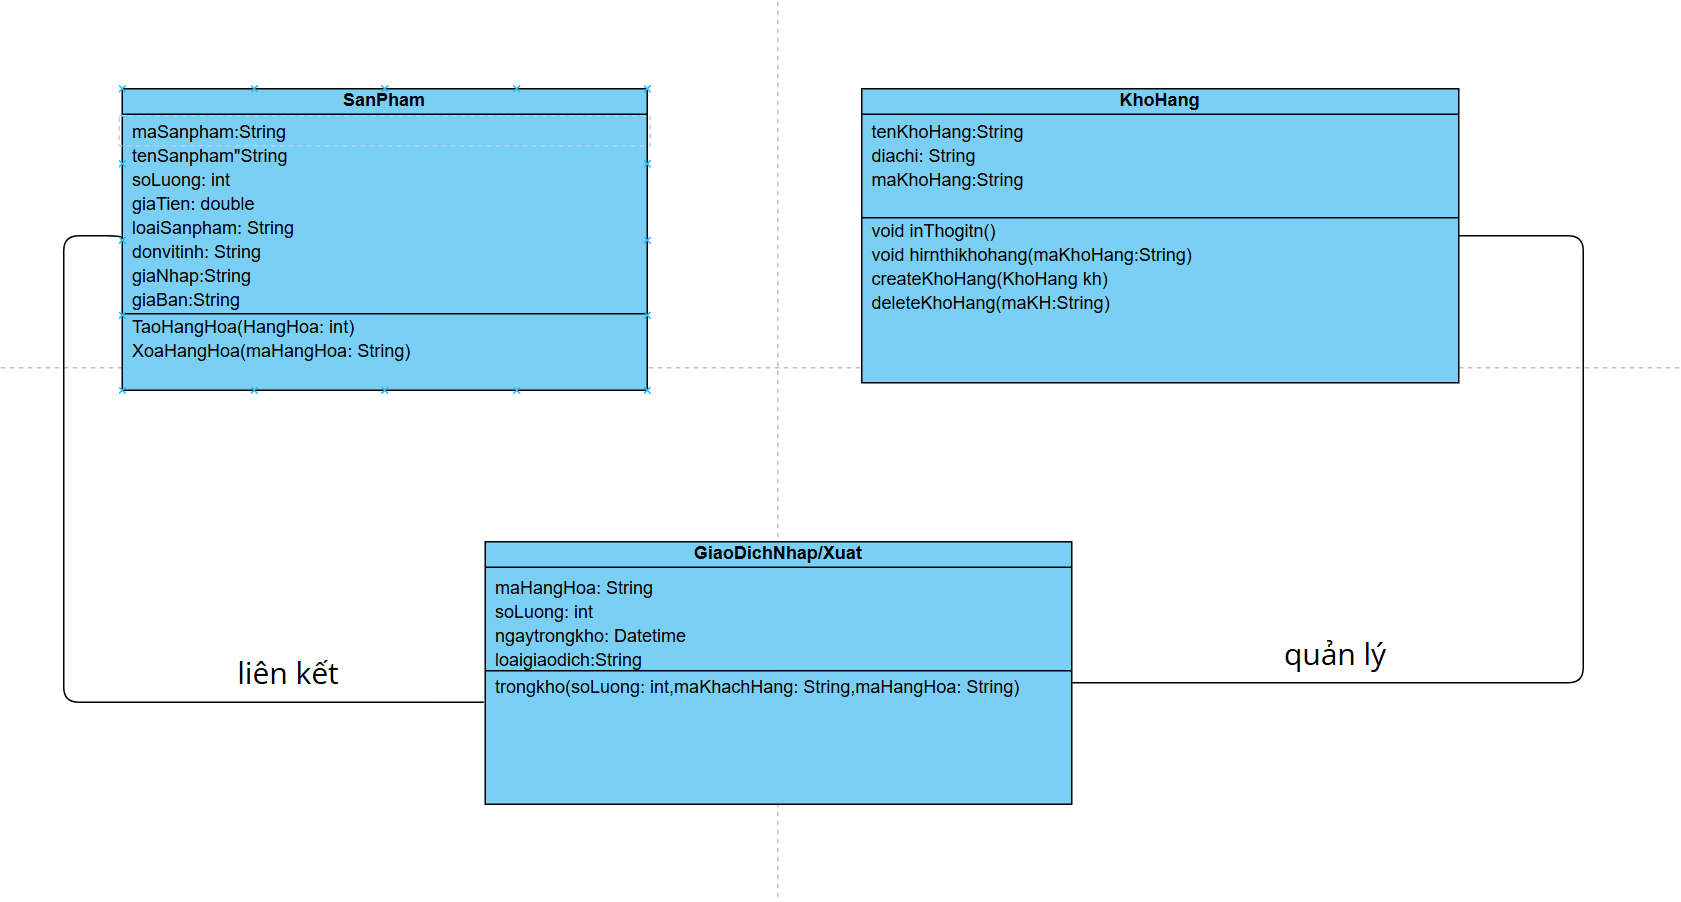 SanPham
maSanpham:String
tenSanpham"String
soLuong: int
giaTien: double
loaiSanpham: String
donvitinh: String
giaNhap:String
giaBan:String
TaoHangHoa(HangHoa: int)
XoaHangHoa(maHangHoa: String)
KhoHang
tenKhoHang:String
diachi: String
maKhoHang:String
void inThogitn()
void hirnthikhohang(maKhoHang:String)
createKhoHang(KhoHang kh)
deleteKhoHang(maKH:String)
GiaoDichNhap/Xuat
maHangHoa: String
soLuong: int
ngaytrongkho: Datetime
loaigiaodich:String
trongkho(soLuong: int,maKhachHang: String,maHangHoa: String)
liên kết
quản lý